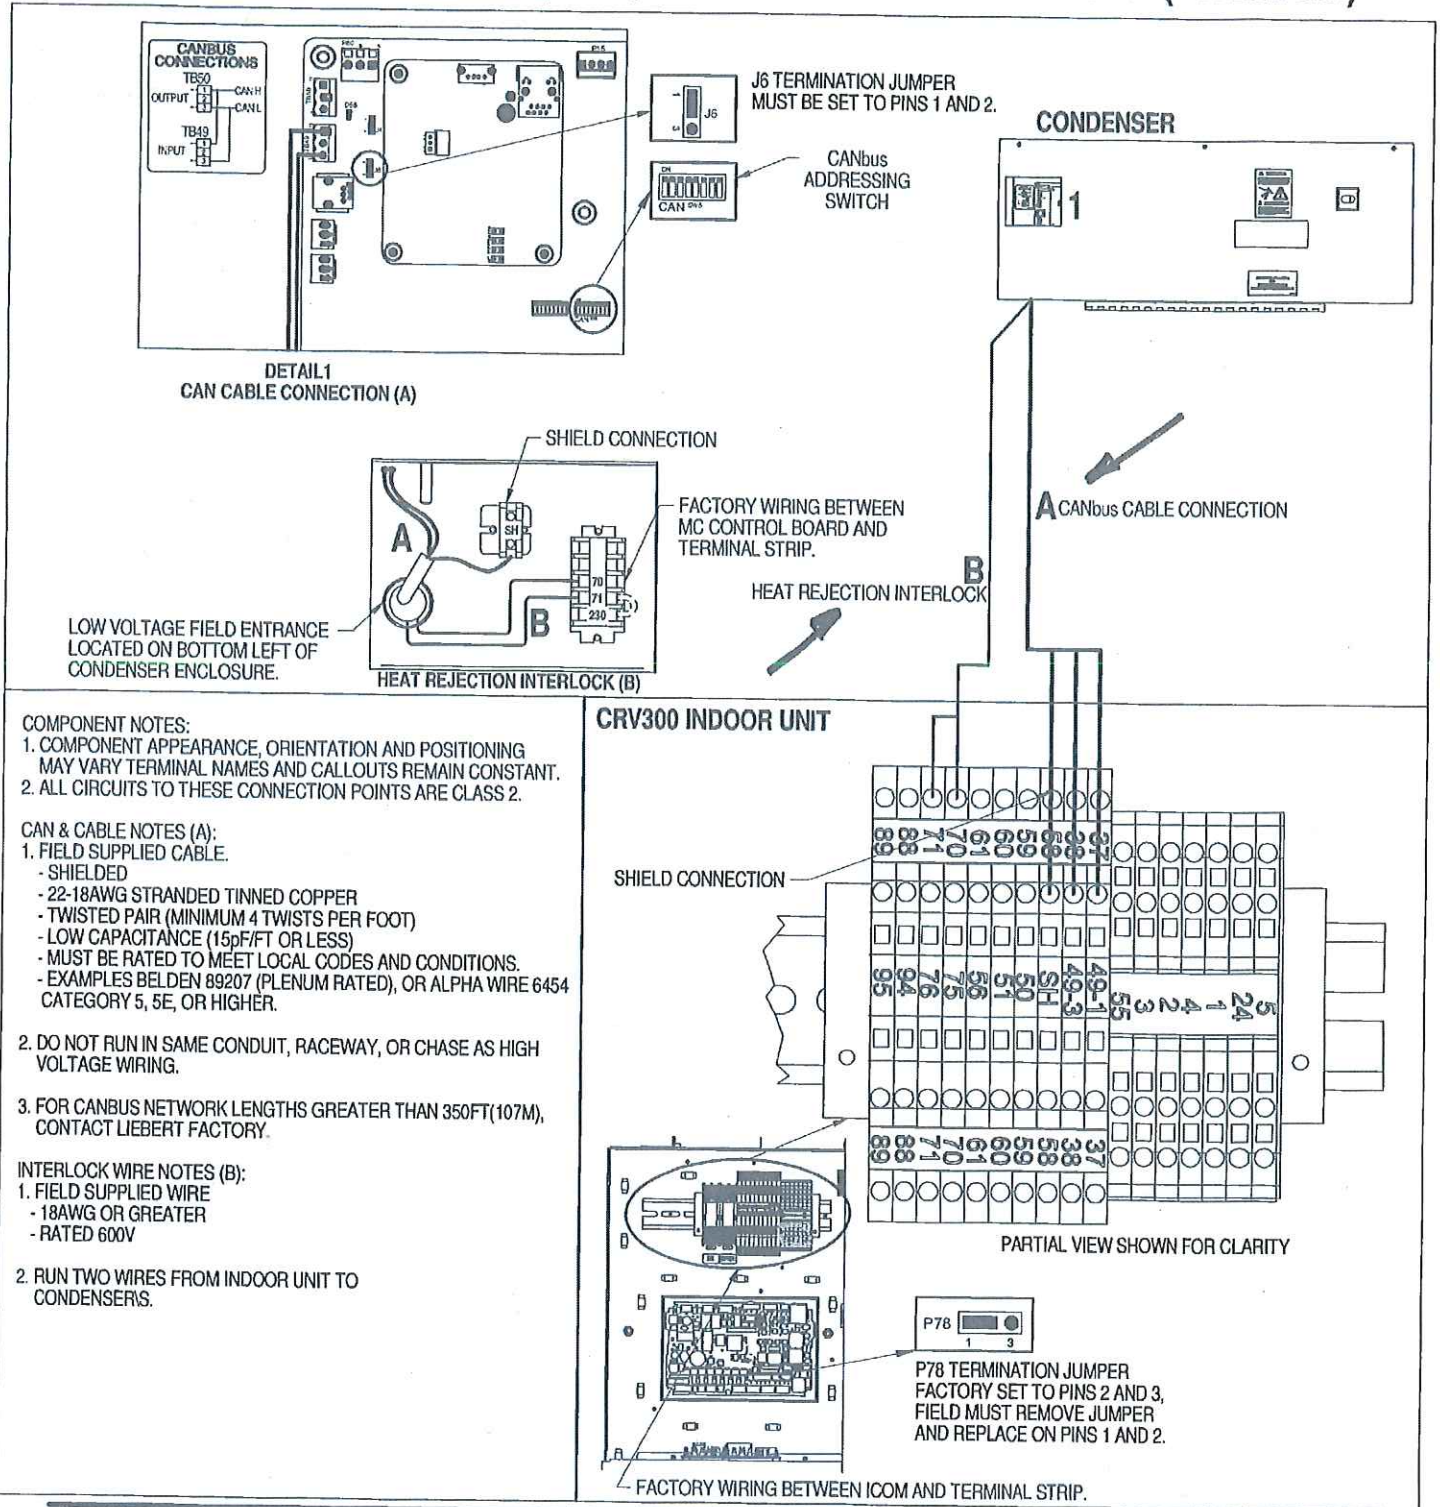 CANBUS
CONNECTIONS
TB50
OUTPUT
1
2
3
CAN H
CAN L
TB49
INPUT
1
2
3
J6 TERMINATION JUMPER
MUST BE SET TO PINS 1 AND 2.
1
J6
3
CANbus
ADDRESSING
SWITCH
ON
CAN
CONDENSER
1
DETAIL1
CAN CABLE CONNECTION (A)
SHIELD CONNECTION
SH
A
FACTORY WIRING BETWEEN
MC CONTROL BOARD AND
TERMINAL STRIP.
70
71
230
B
LOW VOLTAGE FIELD ENTRANCE
LOCATED ON BOTTOM LEFT OF
CONDENSER ENCLOSURE.
HEAT REJECTION INTERLOCK (B)
A CANbus CABLE CONNECTION
B
HEAT REJECTION INTERLOCK
COMPONENT NOTES:
1. COMPONENT APPEARANCE, ORIENTATION AND POSITIONING
MAY VARY TERMINAL NAMES AND CALLOUTS REMAIN CONSTANT.
2. ALL CIRCUITS TO THESE CONNECTION POINTS ARE CLASS 2.
CAN & CABLE NOTES (A):
1. FIELD SUPPLIED CABLE.
- SHIELDED
- 22-18AWG STRANDED TINNED COPPER
- TWISTED PAIR (MINIMUM 4 TWISTS PER FOOT)
- LOW CAPACITANCE (15pF/FT OR LESS)
- MUST BE RATED TO MEET LOCAL CODES AND CONDITIONS.
- EXAMPLES BELDEN 89207 (PLENUM RATED), OR ALPHA WIRE 6454
CATEGORY 5, 5E, OR HIGHER.
2. DO NOT RUN IN SAME CONDUIT, RACEWAY, OR CHASE AS HIGH
VOLTAGE WIRING.
3. FOR CANBUS NETWORK LENGTHS GREATER THAN 350FT(107M),
CONTACT LIEBERT FACTORY.
INTERLOCK WIRE NOTES (B):
1. FIELD SUPPLIED WIRE
- 18AWG OR GREATER
- RATED 600V
2. RUN TWO WIRES FROM INDOOR UNIT TO
CONDENSER\S.
CRV300 INDOOR UNIT
89 88 71 70 61 60 59 58 38 37
SHIELD CONNECTION
95 94 76 75 56 51 50 SH 49-3 49-1
55 3 2 4 1 24 5
89 88 71 70 61 60 59 58 38 37
PARTIAL VIEW SHOWN FOR CLARITY
P78
1 3
P78 TERMINATION JUMPER
FACTORY SET TO PINS 2 AND 3,
FIELD MUST REMOVE JUMPER
AND REPLACE ON PINS 1 AND 2.
FACTORY WIRING BETWEEN ICOM AND TERMINAL STRIP.